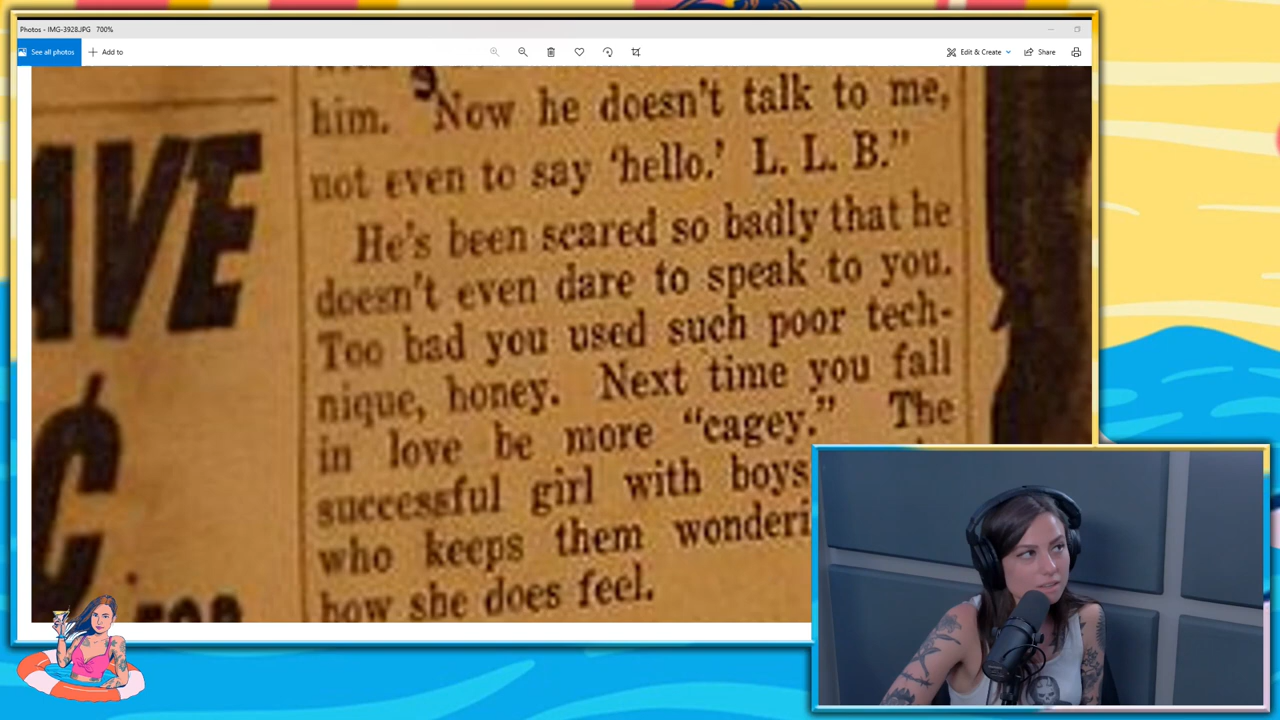 Photos - IMG-3928.JPG 700%
See all photos
Add to
Edit & Create
Share
him. Now he doesn't talk to me,
not even to say 'hello.' L. L. B."
He's been scared so badly that he
doesn't even dare to speak to you.
Too bad you used such poor tech-
nique, honey. Next time you fall
in love be more "cagey." The
successful girl with boys
who keeps them wonderi
how she does feel.
AVE
C